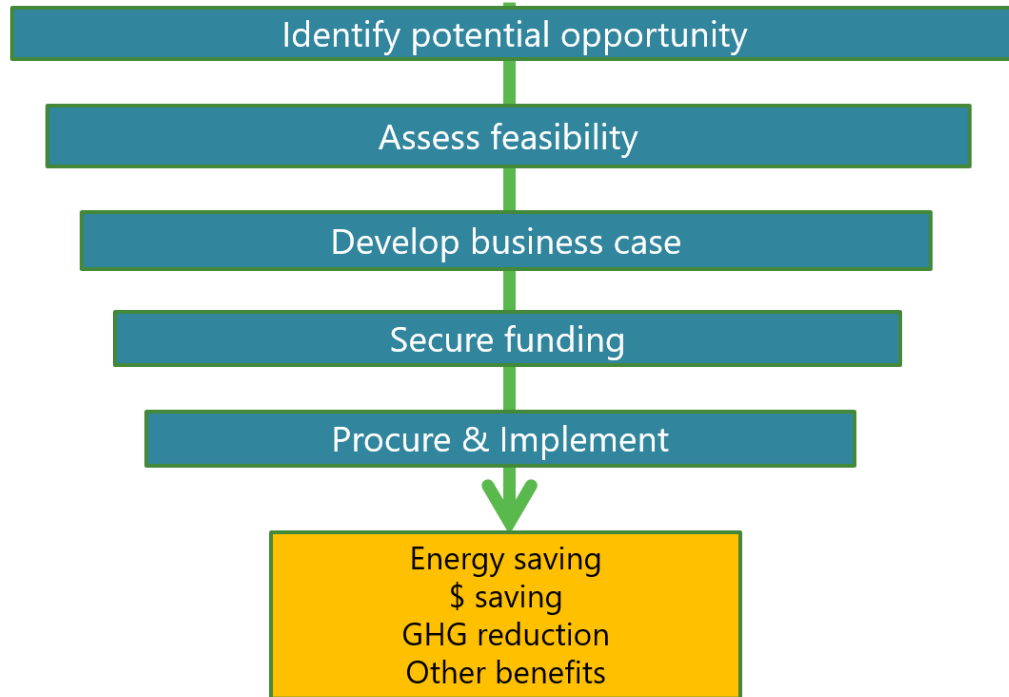 Identify potential opportunity
Assess feasibility
Develop business case
Secure funding
Procure & Implement
Energy saving
$ saving
GHG reduction
Other benefits